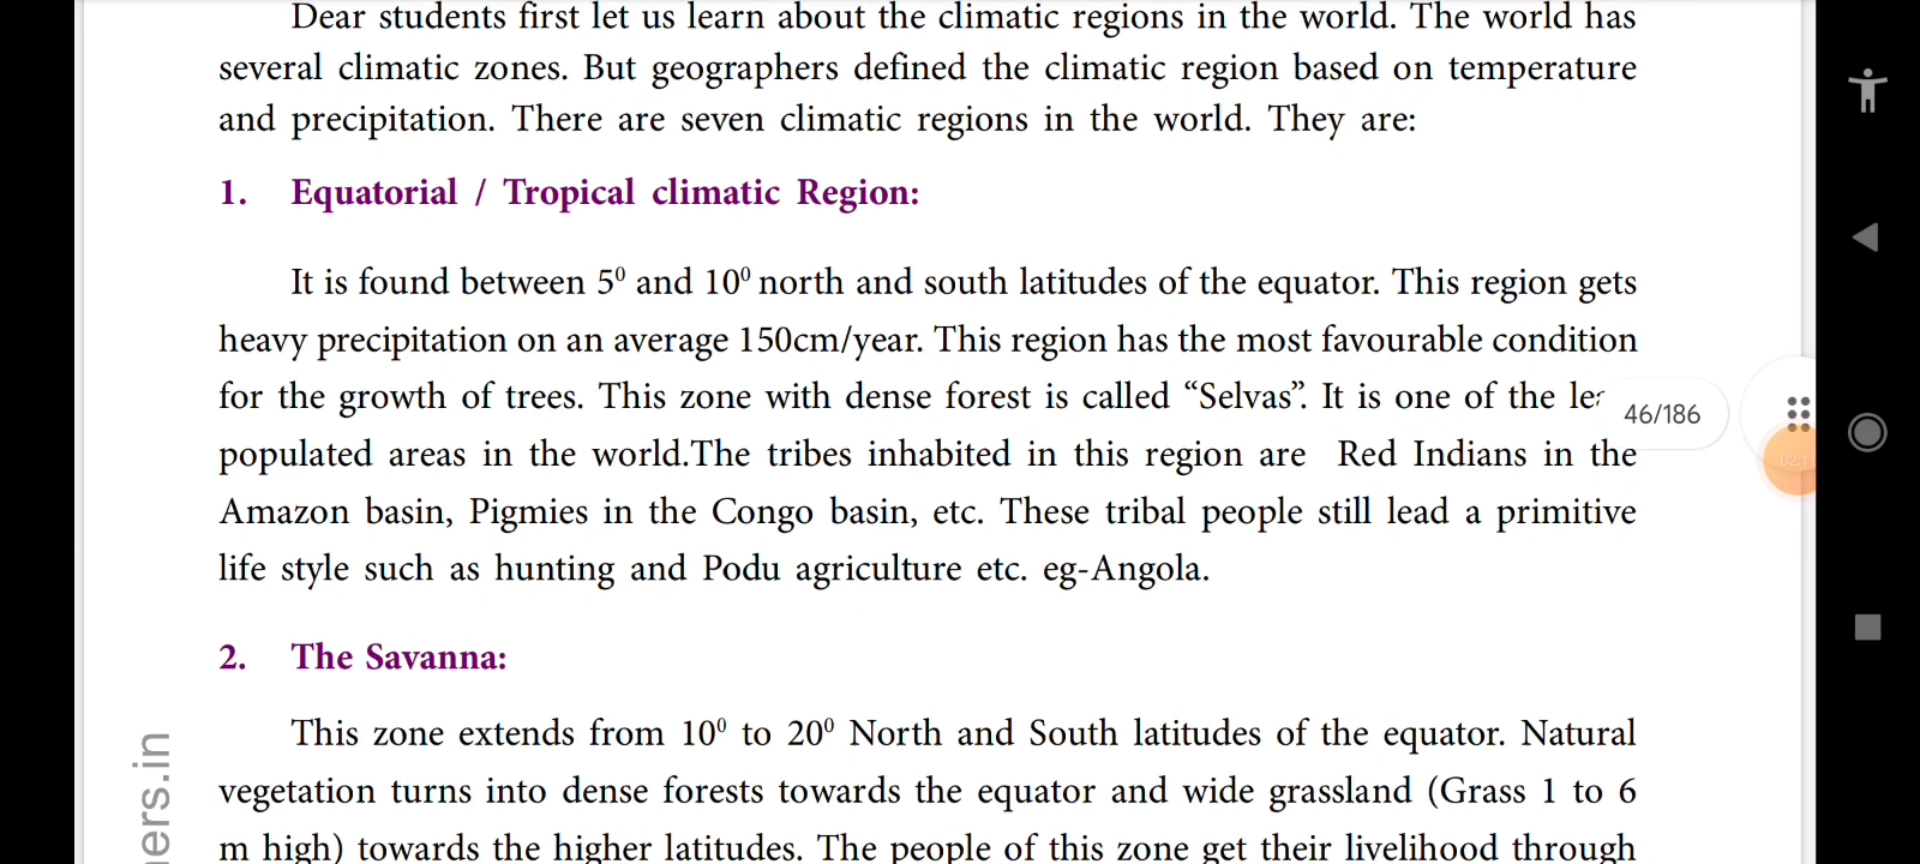 Dear students first let us learn about the climatic regions in the world. The world has
several climatic zones. But geographers defined the climatic region based on temperature
and precipitation. There are seven climatic regions in the world. They are:
1. Equatorial / Tropical climatic Region:
It is found between 5⁰ and 10⁰ north and south latitudes of the equator. This region gets
heavy precipitation on an average 150cm/year. This region has the most favourable condition
for the growth of trees. This zone with dense forest is called “Selvas”. It is one of the
46/186
populated areas in the world.The tribes inhabited in this region are Red Indians in the
Amazon basin, Pigmies in the Congo basin, etc. These tribal people still lead a primitive
life style such as hunting and Podu agriculture etc. eg-Angola.
2. The Savanna:
This zone extends from 10⁰ to 20⁰ North and South latitudes of the equator. Natural
vegetation turns into dense forests towards the equator and wide grassland (Grass 1 to 6
m high) towards the higher latitudes. The people of this zone get their livelihood through